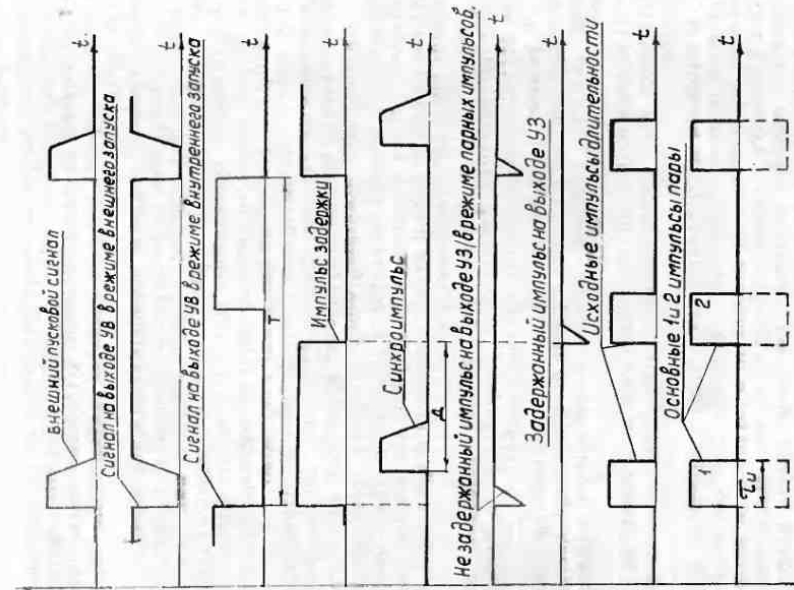 t
Внешний пусковой сигнал
Сигнал на выходе УВ в режиме внешнего запуска
t
Сигнал на выходе УВ в режиме внутреннего запуска
t
T
Импульс задержки
t
Синхроимпульс
Д
t
Незадержанный импульс на выходе УЗ/в режиме парных импульсов,
t
Задержанный импульс на выходе УЗ
t
Исходные импульсы длительности
t
Основные 1 и 2 импульсы пары
1
2
τи
t